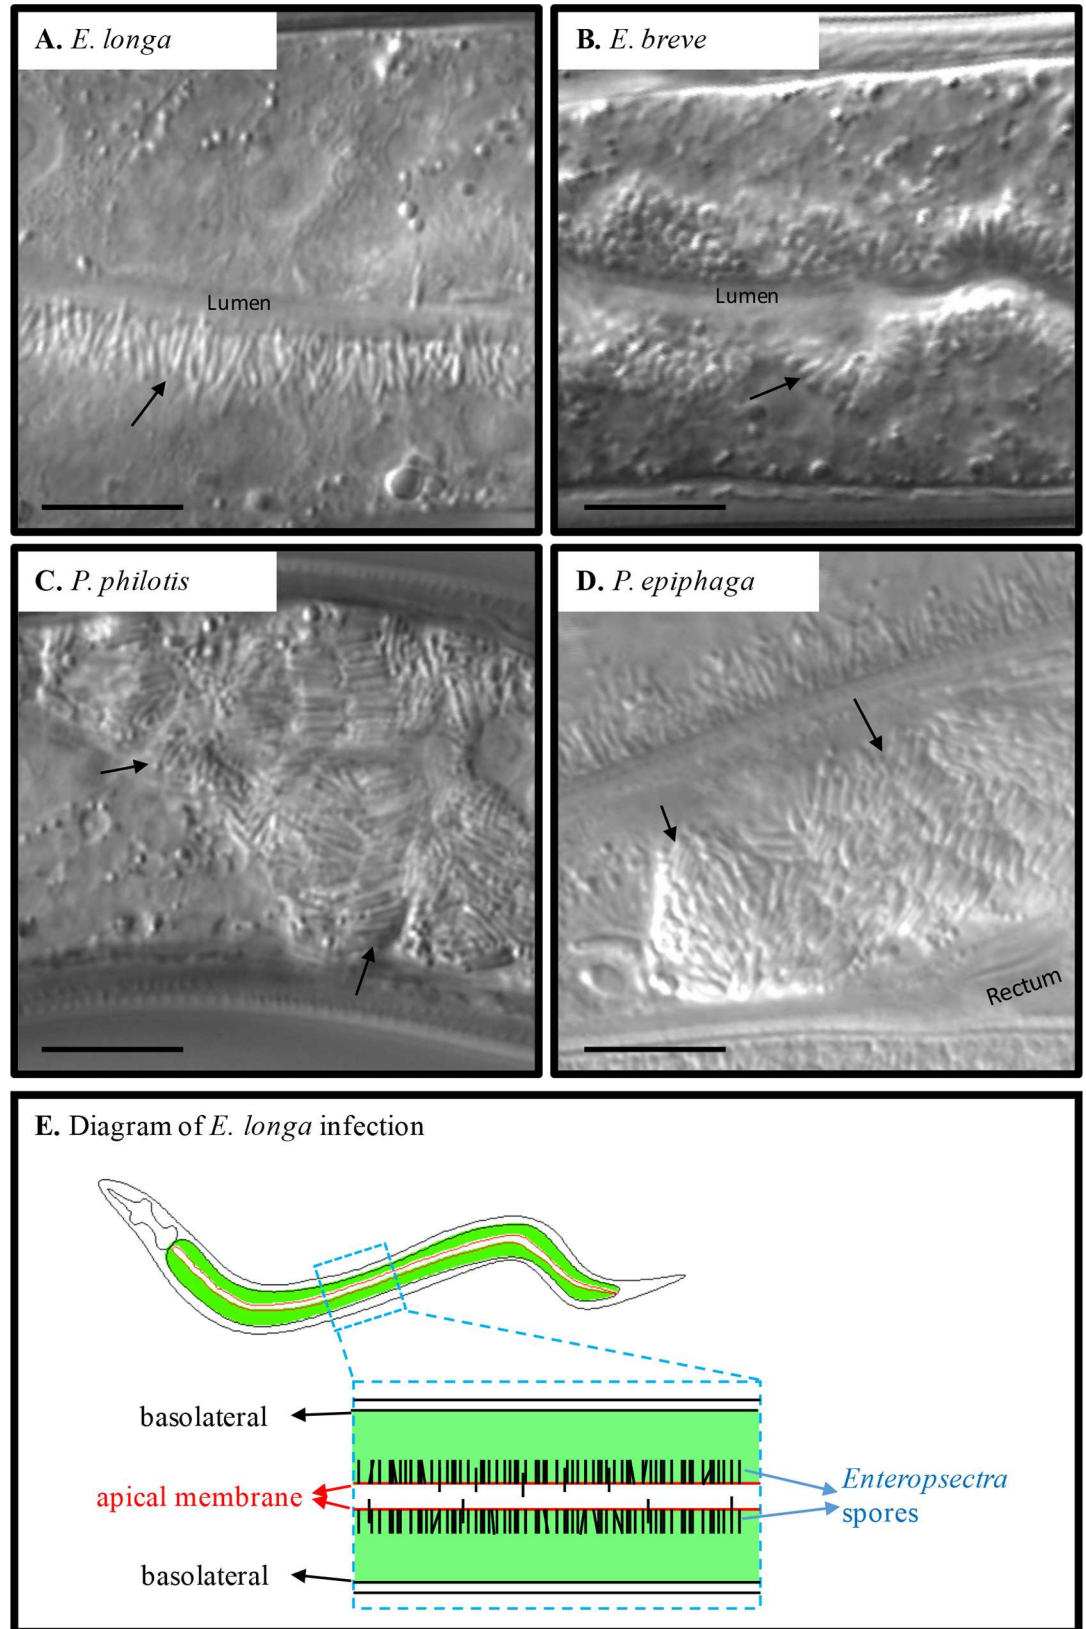 A. E. longa
B. E. breve
Lumen
Lumen
C. P. philotis
D. P. epiphaga
Rectum
E. Diagram of E. longa infection
basolateral
apical membrane
Enteropsectra
spores
basolateral